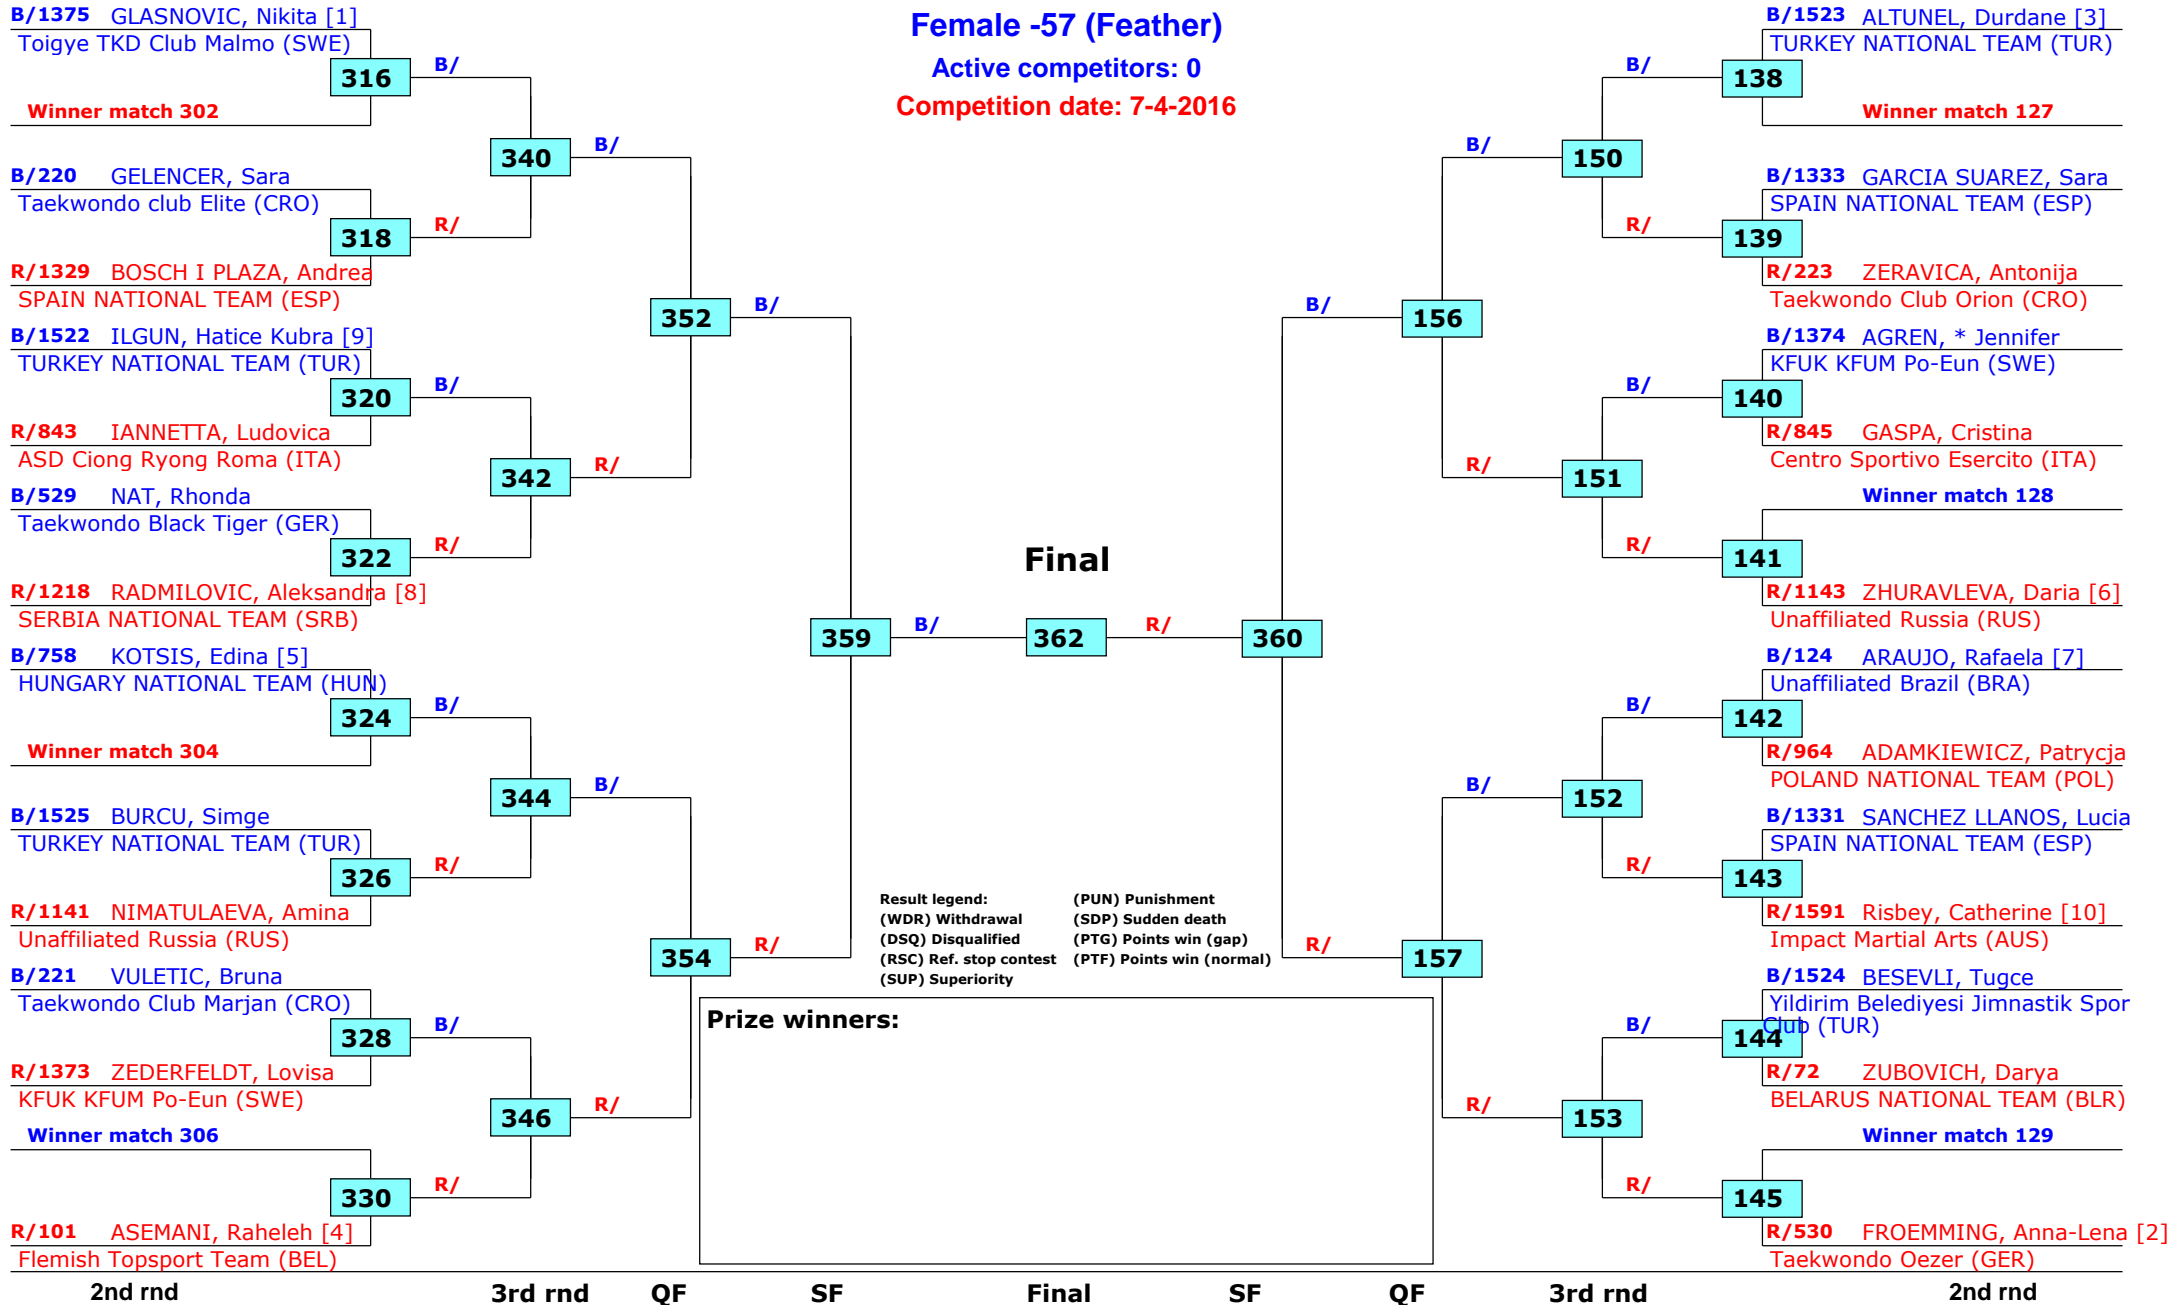 Female -57 (Feather)
Active competitors: 0
Competition date: 7-4-2016
B/1375 GLASNOVIC, Nikita [1]
Toigye TKD Club Malmo (SWE)
316
B/
Winner match 302
340
B/
B/220 GELENCER, Sara
Taekwondo club Elite (CRO)
318
R/
R/1329 BOSCH I PLAZA, Andrea
SPAIN NATIONAL TEAM (ESP)
352
B/
B/1522 ILGUN, Hatice Kubra [9]
TURKEY NATIONAL TEAM (TUR)
320
B/
R/843 IANNETTA, Ludovica
ASD Ciong Ryong Roma (ITA)
342
R/
B/529 NAT, Rhonda
Taekwondo Black Tiger (GER)
322
R/
R/1218 RADMILOVIC, Aleksandra [8]
SERBIA NATIONAL TEAM (SRB)
359
B/
B/758 KOTSIS, Edina [5]
HUNGARY NATIONAL TEAM (HUN)
324
B/
Winner match 304
344
B/
B/1525 BURCU, Simge
TURKEY NATIONAL TEAM (TUR)
326
R/
R/1141 NIMATULAEVA, Amina
Unaffiliated Russia (RUS)
354
R/
B/221 VULETIC, Bruna
Taekwondo Club Marjan (CRO)
328
B/
R/1373 ZEDERFELDT, Lovisa
KFUK KFUM Po-Eun (SWE)
346
R/
Winner match 306
330
R/
R/101 ASEMANI, Raheleh [4]
Flemish Topsport Team (BEL)
Final
362
R/
360
B/1523 ALTUNEL, Durdane [3]
TURKEY NATIONAL TEAM (TUR)
B/
138
Winner match 127
B/
150
B/1333 GARCIA SUAREZ, Sara
SPAIN NATIONAL TEAM (ESP)
R/
139
R/223 ZERAVICA, Antonija
Taekwondo Club Orion (CRO)
B/
156
B/1374 AGREN, * Jennifer
KFUK KFUM Po-Eun (SWE)
B/
140
R/845 GASPA, Cristina
Centro Sportivo Esercito (ITA)
R/
151
Winner match 128
R/
141
R/1143 ZHURAVLEVA, Daria [6]
Unaffiliated Russia (RUS)
B/124 ARAUJO, Rafaela [7]
Unaffiliated Brazil (BRA)
B/
142
R/964 ADAMKIEWICZ, Patrycja
POLAND NATIONAL TEAM (POL)
B/
152
B/1331 SANCHEZ LLANOS, Lucia
SPAIN NATIONAL TEAM (ESP)
R/
143
R/1591 Risbey, Catherine [10]
Impact Martial Arts (AUS)
R/
157
B/1524 BESEVLI, Tugce
Yildirim Belediyesi Jimnastik Spor
Club (TUR)
B/
144
R/72 ZUBOVICH, Darya
BELARUS NATIONAL TEAM (BLR)
R/
153
Winner match 129
R/
145
R/530 FROEMMING, Anna-Lena [2]
Taekwondo Oezer (GER)
Result legend: (PUN) Punishment
(WDR) Withdrawal (SDP) Sudden death
(DSQ) Disqualified (PTG) Points win (gap)
(RSC) Ref. stop contest (PTF) Points win (normal)
(SUP) Superiority
Prize winners:
2nd rnd 3rd rnd QF SF Final SF QF 3rd rnd 2nd rnd